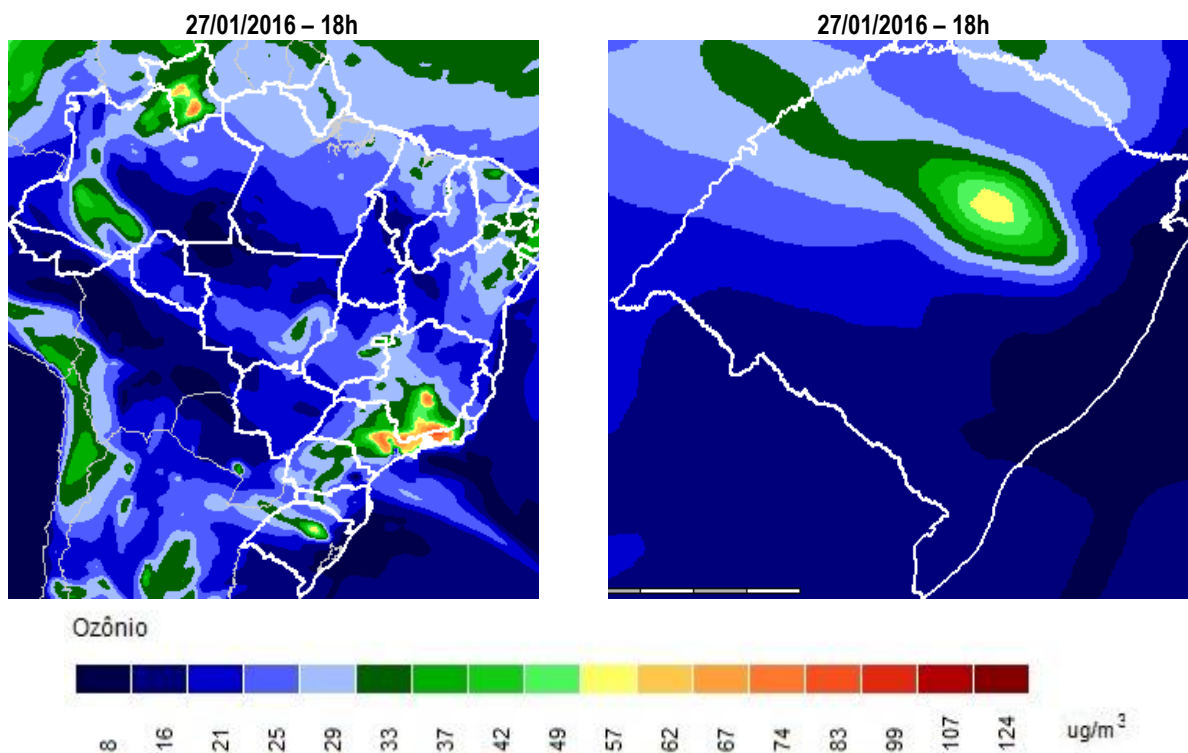 27/01/2016 – 18h
27/01/2016 – 18h
Ozônio
8 16 21 25 29 33 37 42 49 57 62 67 74 83 99 107 124 ug/m³